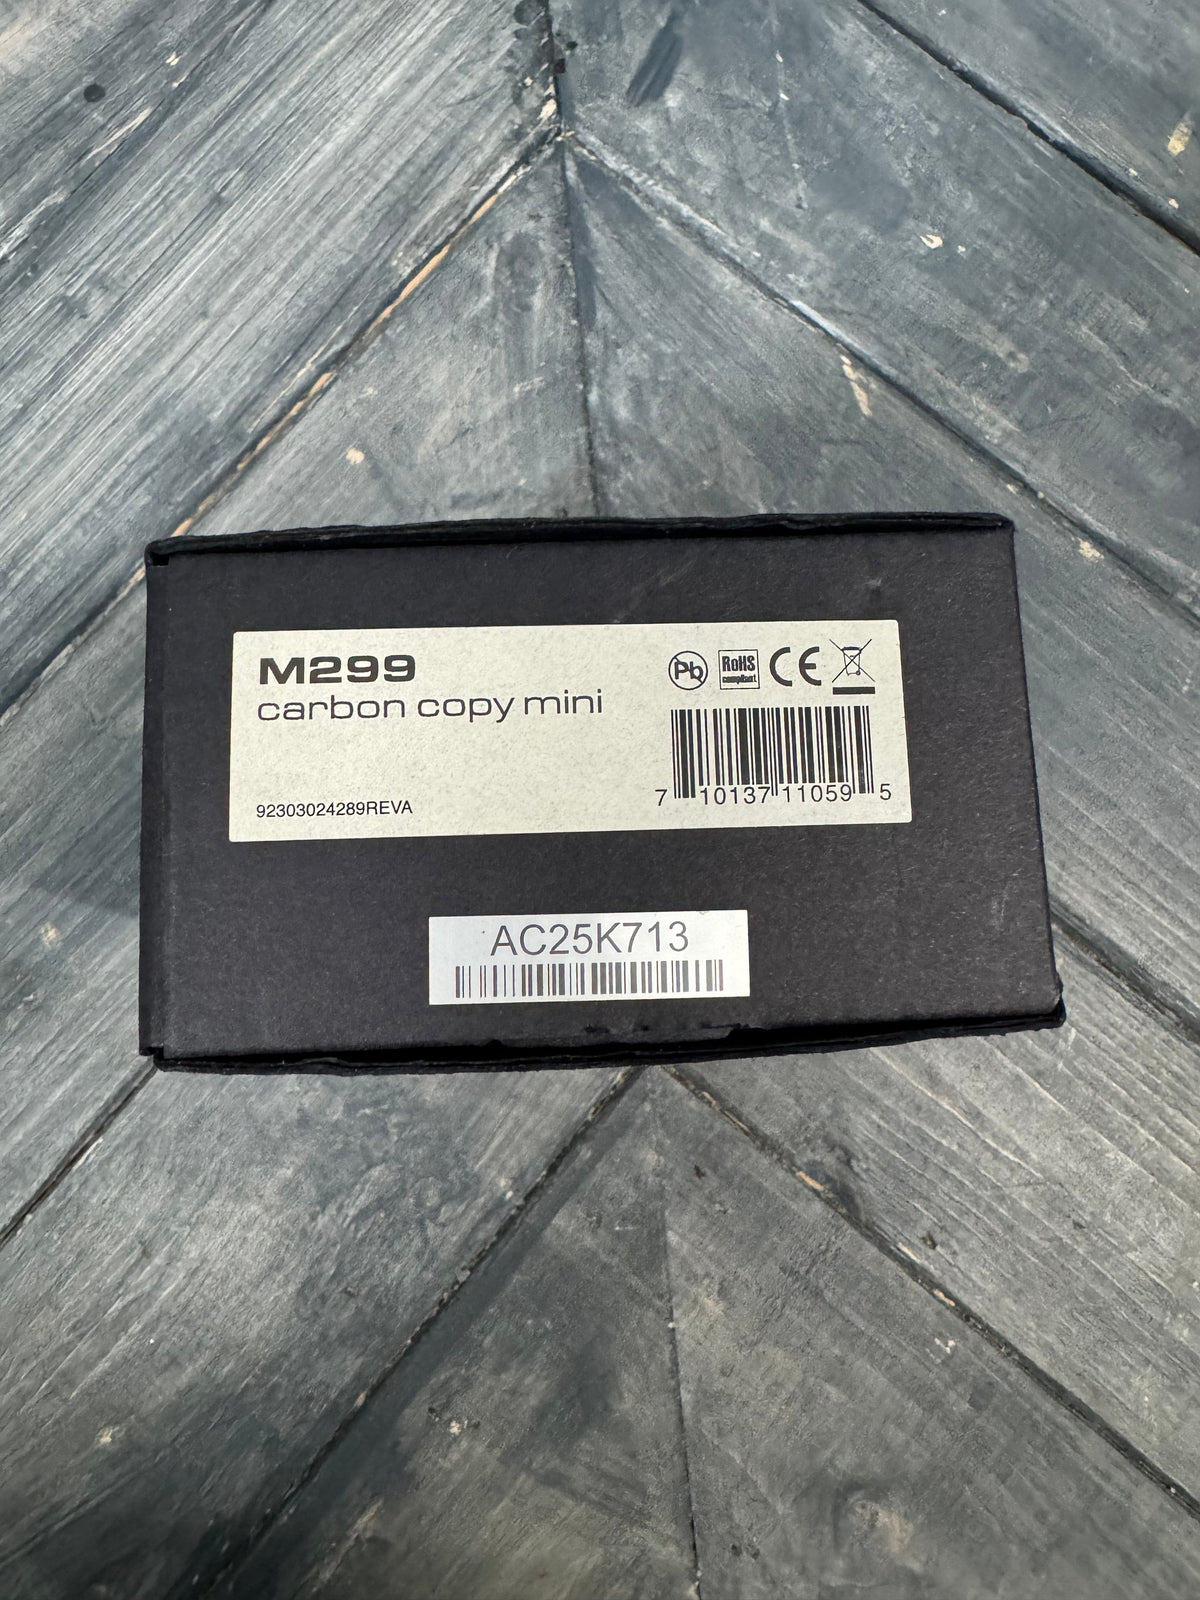 M299
carbon copy mini
Pb
RoHS
compliant
CE
7 10137 11059 5
92303024289REVA
AC25K713